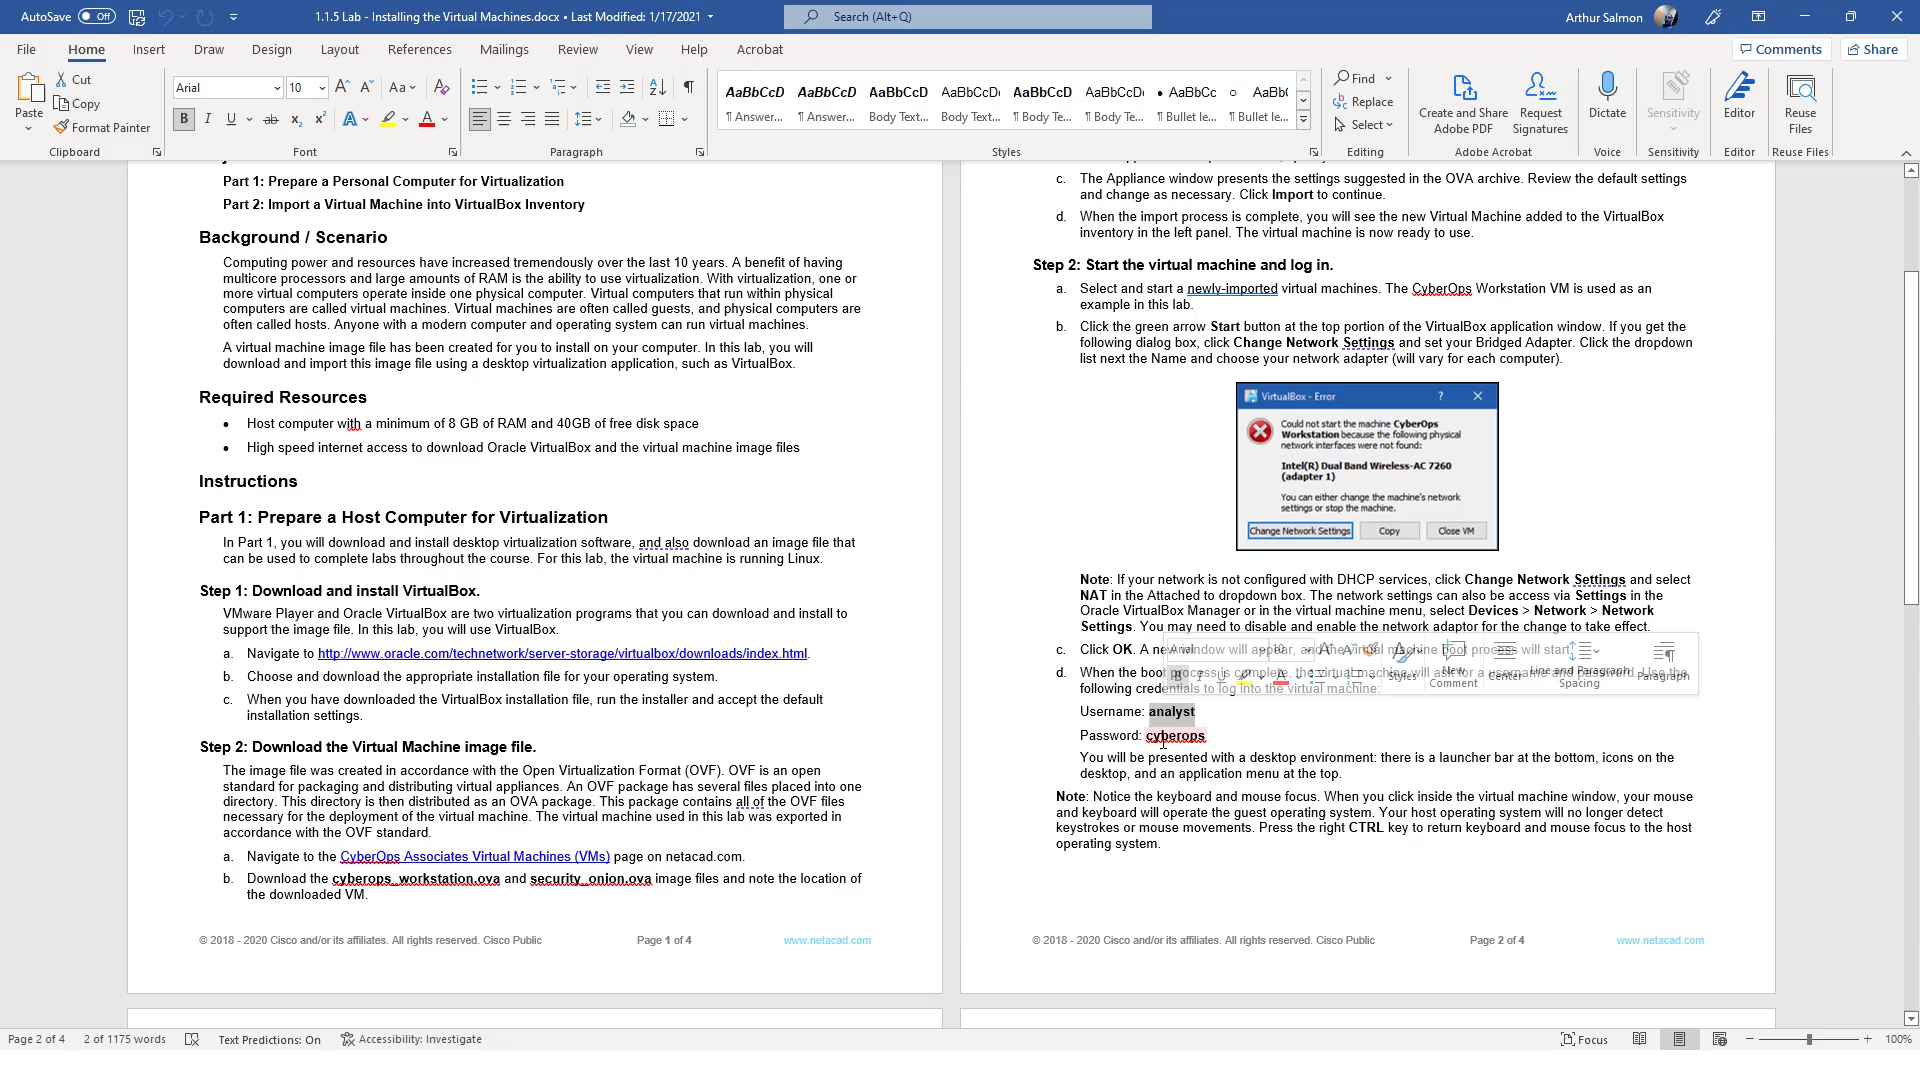 AutoSave Off
1.1.5 Lab - Installing the Virtual Machines.docx • Last Modified: 1/17/2021
Search (Alt+Q)
Arthur Salmon
File Home Insert Draw Design Layout References Mailings Review View Help Acrobat
Comments Share
Paste
Cut
Copy
Format Painter
Clipboard
Arial 10
Font
Paragraph
AaBbCcD AaBbCcD AaBbCcD AaBbCcDc AaBbCcD AaBbCcDc • AaBbCc ○ AaBb(
¶ Answer... ¶ Answer... Body Text... Body Text... ¶ Body Te... ¶ Body Te... ¶ Bullet le... ¶ Bullet le...
Styles
Find
Replace
Select
Editing
Create and Share Adobe PDF
Request Signatures
Adobe Acrobat
Dictate
Voice
Sensitivity
Sensitivity
Editor
Editor
Reuse Files
Reuse Files
Part 1: Prepare a Personal Computer for Virtualization
Part 2: Import a Virtual Machine into VirtualBox Inventory
Background / Scenario
Computing power and resources have increased tremendously over the last 10 years. A benefit of having
multicore processors and large amounts of RAM is the ability to use virtualization. With virtualization, one or
more virtual computers operate inside one physical computer. Virtual computers that run within physical
computers are called virtual machines. Virtual machines are often called guests, and physical computers are
often called hosts. Anyone with a modern computer and operating system can run virtual machines.
A virtual machine image file has been created for you to install on your computer. In this lab, you will
download and import this image file using a desktop virtualization application, such as VirtualBox.
Required Resources
• Host computer with a minimum of 8 GB of RAM and 40GB of free disk space
• High speed internet access to download Oracle VirtualBox and the virtual machine image files
Instructions
Part 1: Prepare a Host Computer for Virtualization
In Part 1, you will download and install desktop virtualization software, and also download an image file that
can be used to complete labs throughout the course. For this lab, the virtual machine is running Linux.
Step 1: Download and install VirtualBox.
VMware Player and Oracle VirtualBox are two virtualization programs that you can download and install to
support the image file. In this lab, you will use VirtualBox.
a. Navigate to http://www.oracle.com/technetwork/server-storage/virtualbox/downloads/index.html.
b. Choose and download the appropriate installation file for your operating system.
c. When you have downloaded the VirtualBox installation file, run the installer and accept the default
installation settings.
Step 2: Download the Virtual Machine image file.
The image file was created in accordance with the Open Virtualization Format (OVF). OVF is an open
standard for packaging and distributing virtual appliances. An OVF package has several files placed into one
directory. This directory is then distributed as an OVA package. This package contains all of the OVF files
necessary for the deployment of the virtual machine. The virtual machine used in this lab was exported in
accordance with the OVF standard.
a. Navigate to the CyberOps Associates Virtual Machines (VMs) page on netacad.com.
b. Download the cyberops_workstation.ova and security_onion.ova image files and note the location of
the downloaded VM.
© 2018 - 2020 Cisco and/or its affiliates. All rights reserved. Cisco Public Page 1 of 4 www.netacad.com
c. The Appliance window presents the settings suggested in the OVA archive. Review the default settings
and change as necessary. Click Import to continue.
d. When the import process is complete, you will see the new Virtual Machine added to the VirtualBox
inventory in the left panel. The virtual machine is now ready to use.
Step 2: Start the virtual machine and log in.
a. Select and start a newly-imported virtual machines. The CyberOps Workstation VM is used as an
example in this lab.
b. Click the green arrow Start button at the top portion of the VirtualBox application window. If you get the
following dialog box, click Change Network Settings and set your Bridged Adapter. Click the dropdown
list next the Name and choose your network adapter (will vary for each computer).
VirtualBox - Error ?
Could not start the machine CyberOps
Workstation because the following physical
network interfaces were not found:
Intel(R) Dual Band Wireless-AC 7260
(adapter 1)
You can either change the machine's network
settings or stop the machine.
Change Network Settings Copy Close VM
Note: If your network is not configured with DHCP services, click Change Network Settings and select
NAT in the Attached to dropdown box. The network settings can also be access via Settings in the
Oracle VirtualBox Manager or in the virtual machine menu, select Devices > Network > Network
Settings. You may need to disable and enable the network adaptor for the change to take effect.
c. Click OK. A new window will appear, and the virtual machine boot process will start.
d. When the boot process is complete, the virtual machine will ask for a username and password. Use the
following credentials to log into the virtual machine:
Arial 10
Styles
New Comment
Center
Line and Paragraph Spacing
Paragraph
Username: analyst
Password: cyberops
You will be presented with a desktop environment: there is a launcher bar at the bottom, icons on the
desktop, and an application menu at the top.
Note: Notice the keyboard and mouse focus. When you click inside the virtual machine window, your mouse
and keyboard will operate the guest operating system. Your host operating system will no longer detect
keystrokes or mouse movements. Press the right CTRL key to return keyboard and mouse focus to the host
operating system.
© 2018 - 2020 Cisco and/or its affiliates. All rights reserved. Cisco Public Page 2 of 4 www.netacad.com
Page 2 of 4 2 of 1175 words Text Predictions: On Accessibility: Investigate
Focus 100%